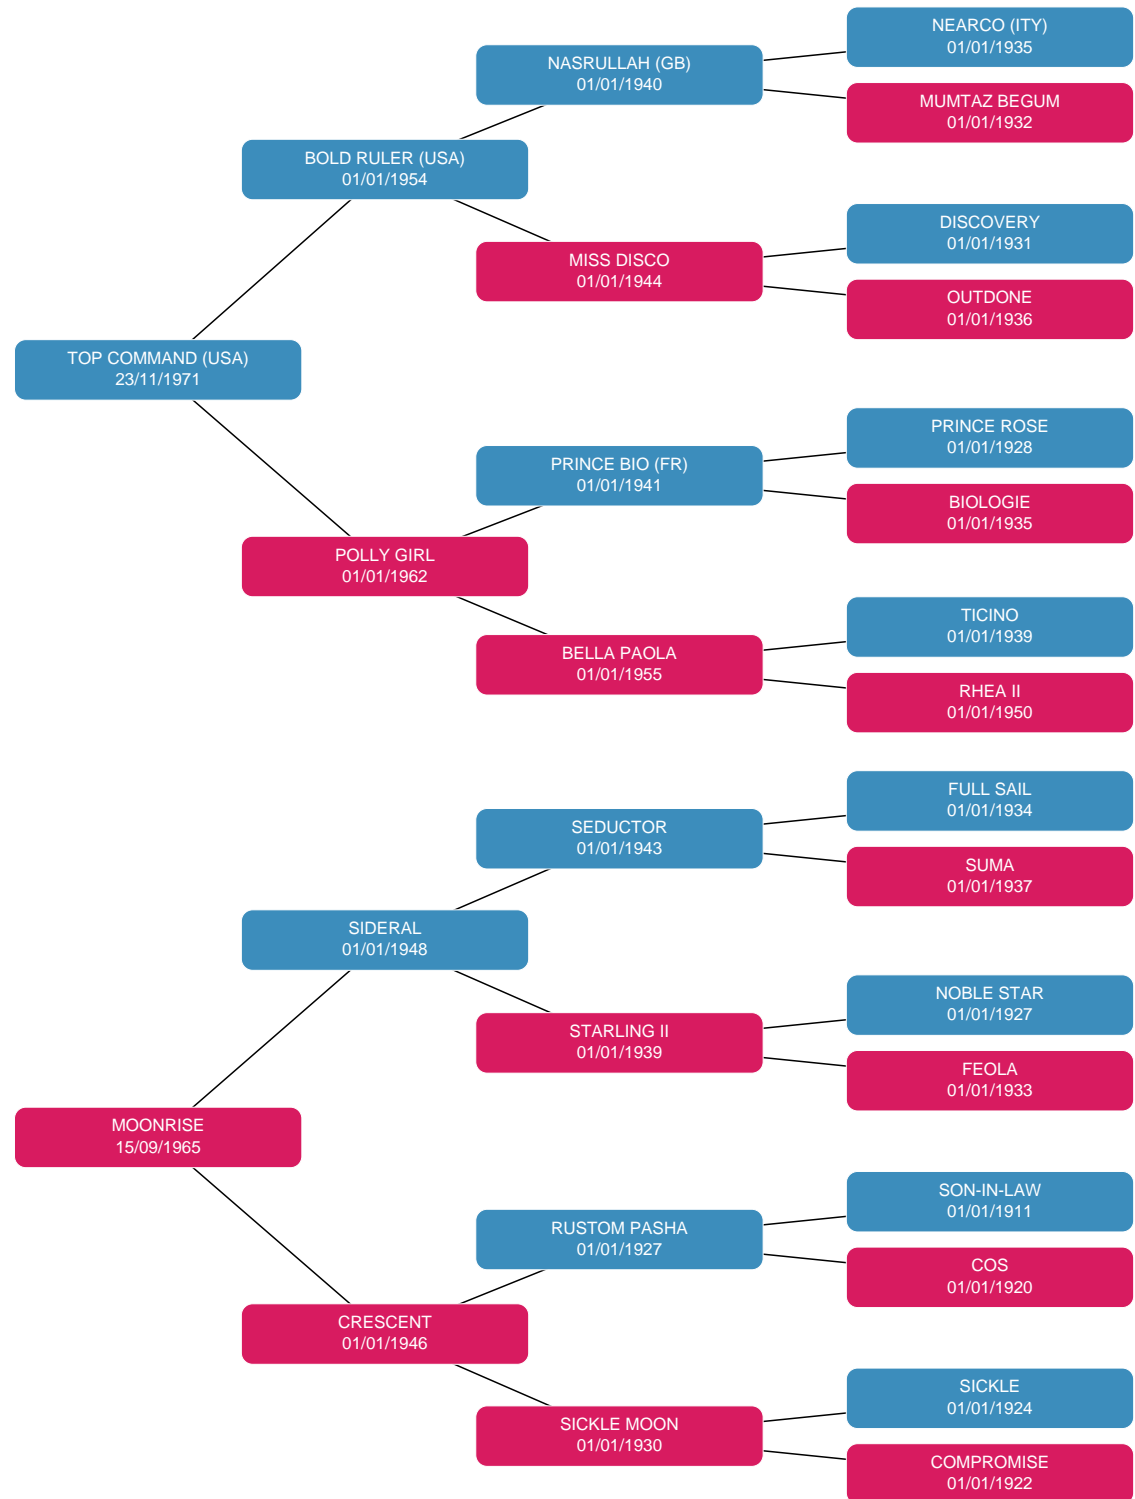 NEARCO (ITY)
01/01/1935
NASRULLAH (GB)
01/01/1940
MUMTAZ BEGUM
01/01/1932
BOLD RULER (USA)
01/01/1954
DISCOVERY
01/01/1931
MISS DISCO
01/01/1944
OUTDONE
01/01/1936
TOP COMMAND (USA)
23/11/1971
PRINCE ROSE
01/01/1928
PRINCE BIO (FR)
01/01/1941
BIOLOGIE
01/01/1935
POLLY GIRL
01/01/1962
TICINO
01/01/1939
BELLA PAOLA
01/01/1955
RHEA II
01/01/1950
FULL SAIL
01/01/1934
SEDUCTOR
01/01/1943
SUMA
01/01/1937
SIDERAL
01/01/1948
NOBLE STAR
01/01/1927
STARLING II
01/01/1939
FEOLA
01/01/1933
MOONRISE
15/09/1965
SON-IN-LAW
01/01/1911
RUSTOM PASHA
01/01/1927
COS
01/01/1920
CRESCENT
01/01/1946
SICKLE
01/01/1924
SICKLE MOON
01/01/1930
COMPROMISE
01/01/1922